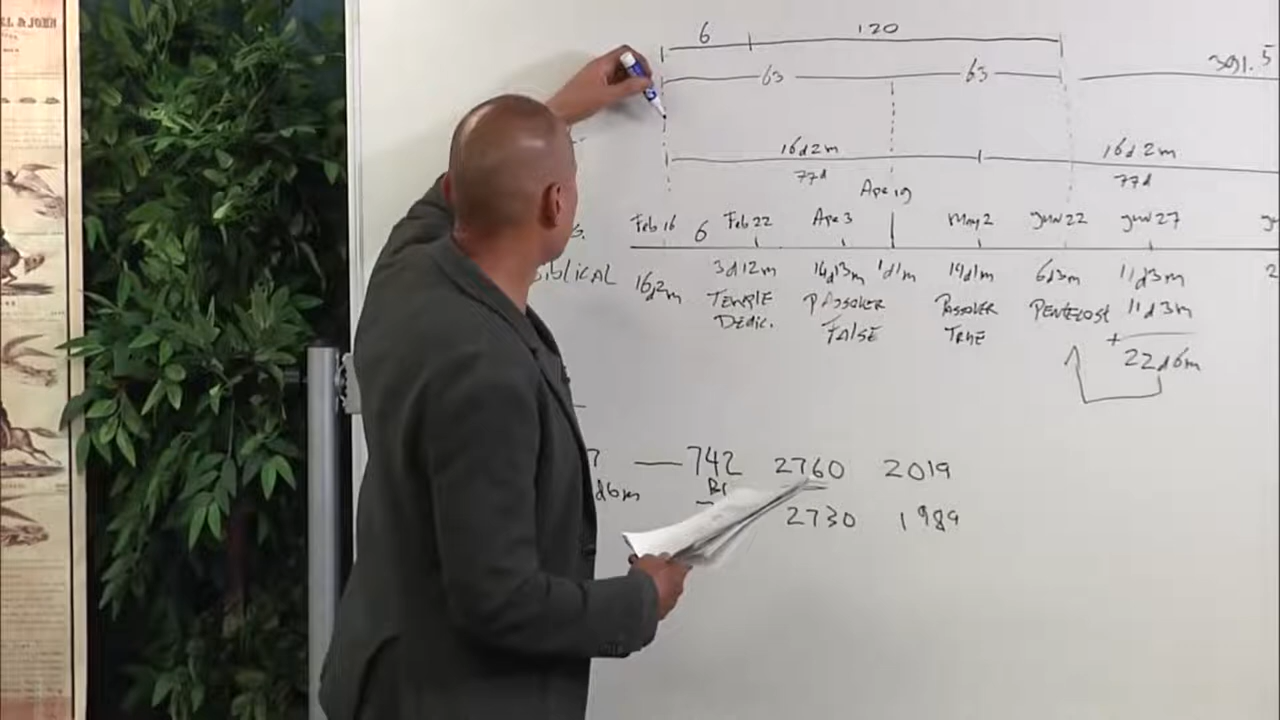 6 120
63 63 391.5
16d2m 16d2m
77d 77d
Apr 19
Feb 16 6 Feb 22 Apr 3 May 2 Jun 22 Jun 27
BIBLICAL 16d2m 3d12m 14d13m 1d1m 14d1m 6d3m 11d3m
TEMPLE PASSOVER PASSOVER PENTECOST 11d3m
DEDIC. FALSE TRUE +
22d6m
7 — 742 2760 2019
d6m
2730 1989